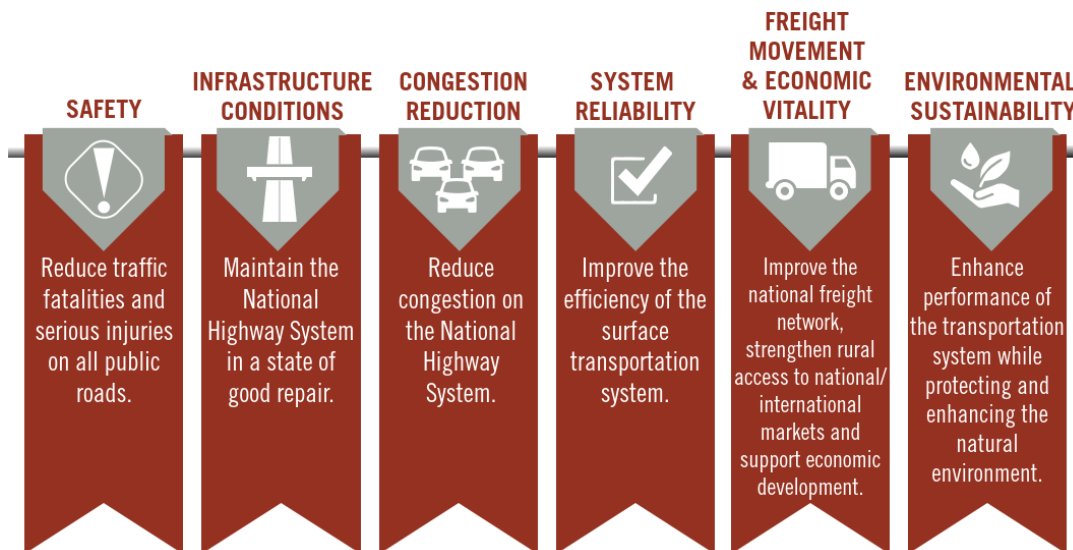 SAFETY
Reduce traffic
fatalities and
serious injuries
on all public
roads.
INFRASTRUCTURE
CONDITIONS
Maintain the
National
Highway System
in a state of
good repair.
CONGESTION
REDUCTION
Reduce
congestion on
the National
Highway
System.
SYSTEM
RELIABILITY
Improve the
efficiency of the
surface
transportation
system.
FREIGHT
MOVEMENT
& ECONOMIC
VITALITY
Improve the
national freight
network,
strengthen rural
access to national/
international
markets and
support economic
development.
ENVIRONMENTAL
SUSTAINABILITY
Enhance
performance of
the transportation
system while
protecting and
enhancing the
natural
environment.